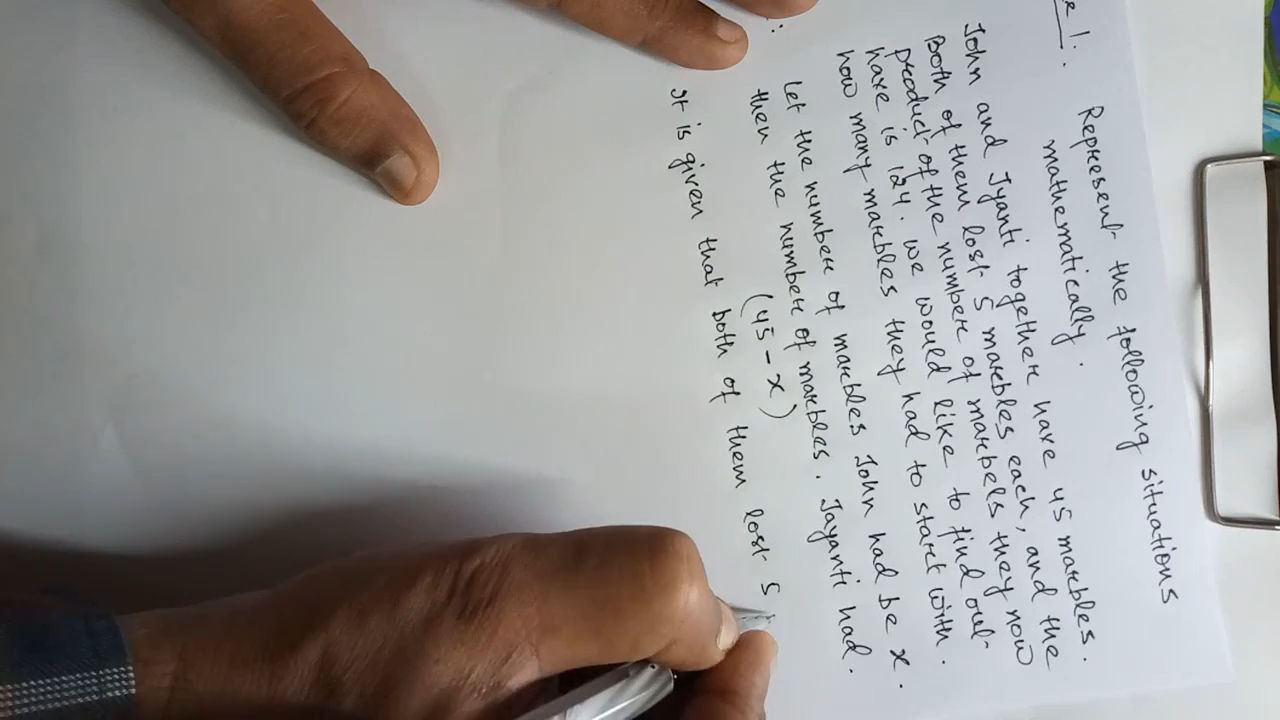 e 1.
Represent the following situations
mathematically.
John and Jyanti together have 45 marbles.
Both of them lost 5 marbles each, and the
product of the number of marbels they now
have is 124. we would like to find out
how many marbles they had to start with.
:
Let the number of marbles John had be x.
then the number of marbles. Jayanti had.
(45 - x)
It is given that both of them lost 5